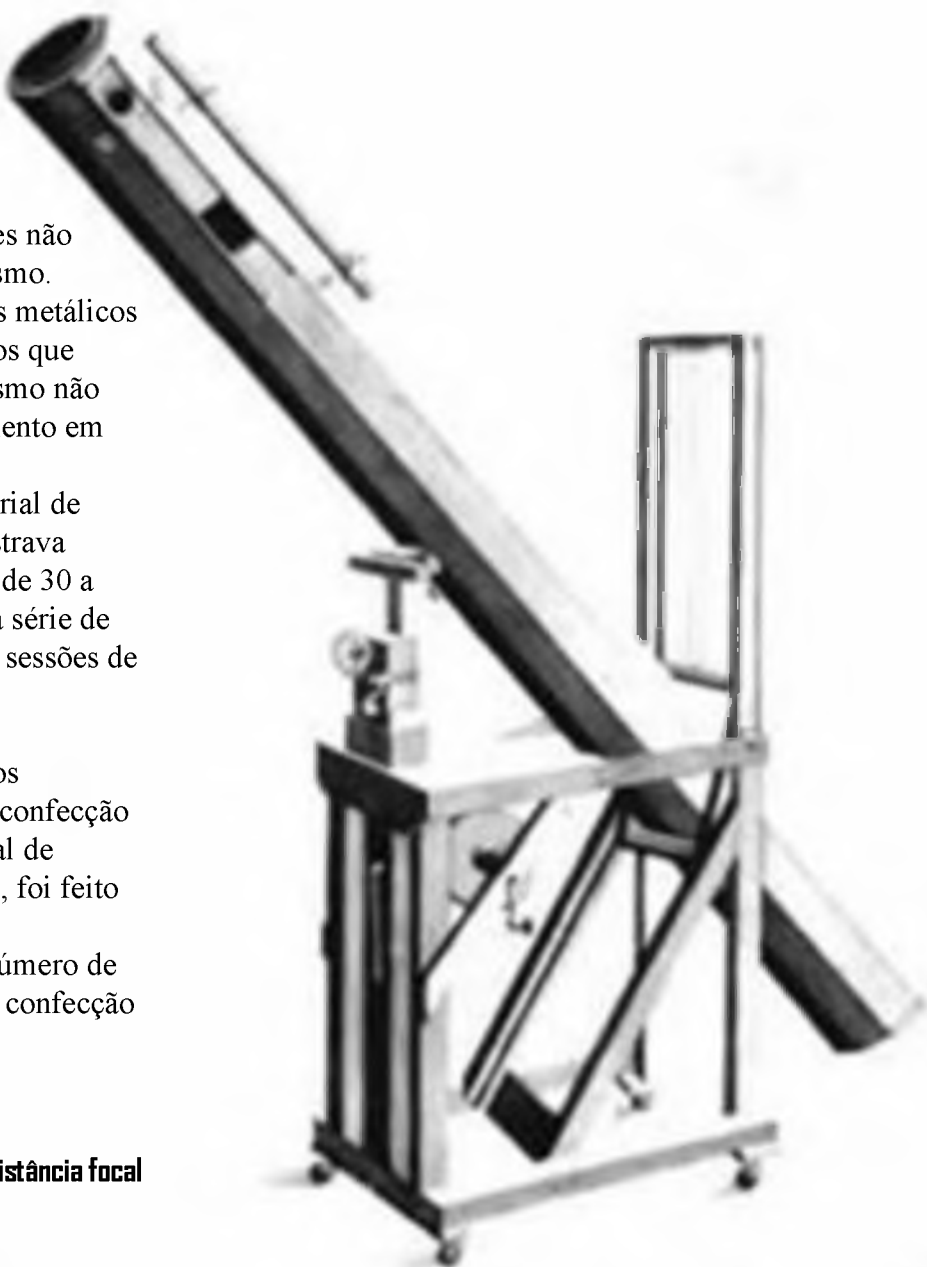 es não
smo.
s metálicos
os que
smo não
ento em
rial de
strava
de 30 a
a série de
sessões de
os
confecção
al de
, foi feito
úmero de
confecção
istância focal